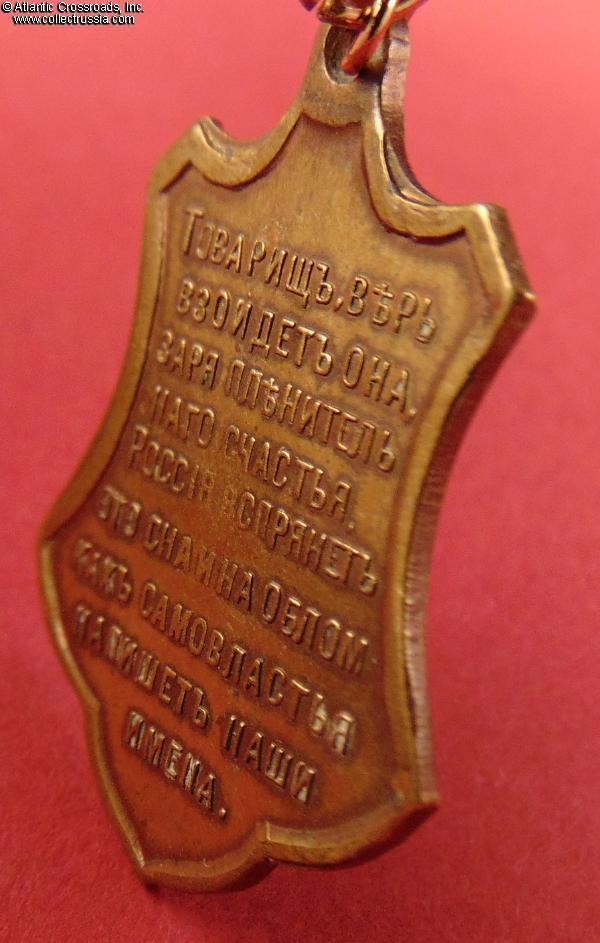 © Atlantic Crossroads, Inc.
www.collectrussia.com
ТОВАРИЩЪ, ВѢРЬ
ВЗОЙДЕТЪ ОНА,
ЗАРЯ ПЛѢНИТЕЛЬ
НАГО СЧАСТЬЯ,
РОССІЯ ВСПРЯНЕТЪ
ОТО СНА И НА ОБЛОМ-
КАХЪ САМОВЛАСТЬЯ
НАПИШЕТЪ НАШИ
ИМЕНА.